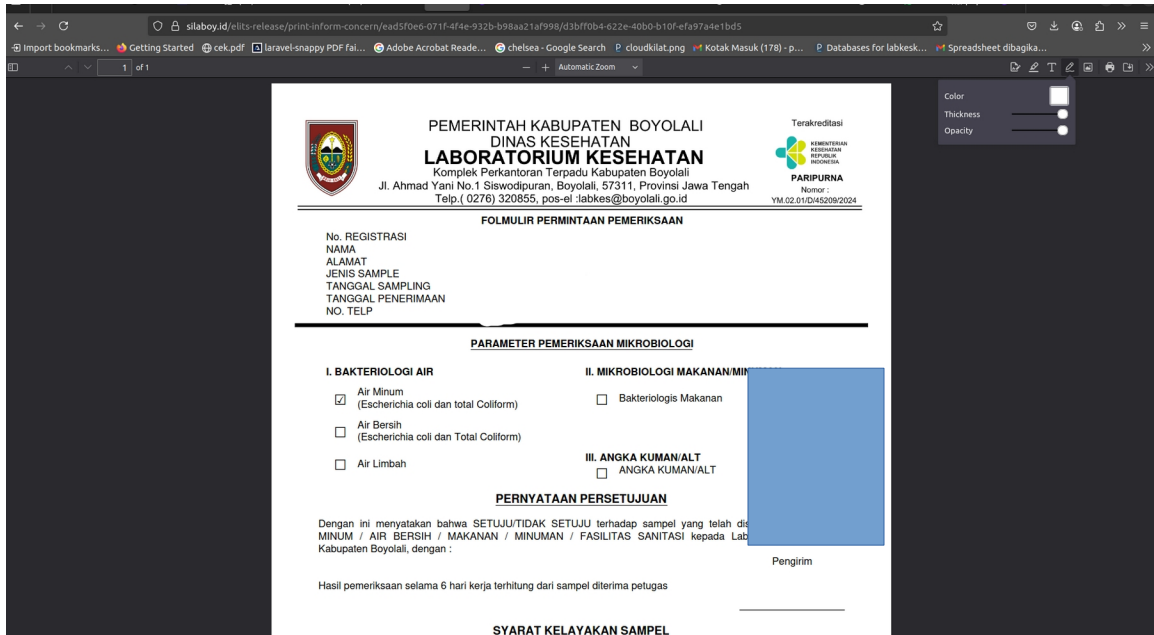 silaboy.id/elits-release/print-inform-concern/ead5f0e6-071f-4f4e-932b-b98aa21af998/d3bff0b4-622e-40b0-b10f-efa97a4e1bd5
Import bookmarks... Getting Started cek.pdf laravel-snappy PDF fai... Adobe Acrobat Reade... chelsea - Google Search cloudkilat.png Kotak Masuk (178) - p... Databases for labkesk... Spreadsheet dibagika...
1 of 1 Automatic Zoom
Color
Thickness
Opacity
PEMERINTAH KABUPATEN BOYOLALI
DINAS KESEHATAN
LABORATORIUM KESEHATAN
Komplek Perkantoran Terpadu Kabupaten Boyolali
Jl. Ahmad Yani No.1 Siswodipuran, Boyolali, 57311, Provinsi Jawa Tengah
Telp.( 0276) 320855, pos-el :labkes@boyolali.go.id
Terakreditasi
KEMENTERIAN
KESEHATAN
REPUBLIK
INDONESIA
PARIPURNA
Nomor :
YM.02.01/D/45209/2024
FOLMULIR PERMINTAAN PEMERIKSAAN
No. REGISTRASI
NAMA
ALAMAT
JENIS SAMPLE
TANGGAL SAMPLING
TANGGAL PENERIMAAN
NO. TELP
PARAMETER PEMERIKSAAN MIKROBIOLOGI
I. BAKTERIOLOGI AIR
Air Minum
(Escherichia coli dan total Coliform)
Air Bersih
(Escherichia coli dan Total Coliform)
Air Limbah
II. MIKROBIOLOGI MAKANAN/
Bakteriologis Makanan
III. ANGKA KUMAN/ALT
ANGKA KUMAN/ALT
PERNYATAAN PERSETUJUAN
Dengan ini menyatakan bahwa SETUJU/TIDAK SETUJU terhadap sampel yang telah
MINUM / AIR BERSIH / MAKANAN / MINUMAN / FASILITAS SANITASI kepada
Kabupaten Boyolali, dengan :
Pengirim
Hasil pemeriksaan selama 6 hari kerja terhitung dari sampel diterima petugas
SYARAT KELAYAKAN SAMPEL